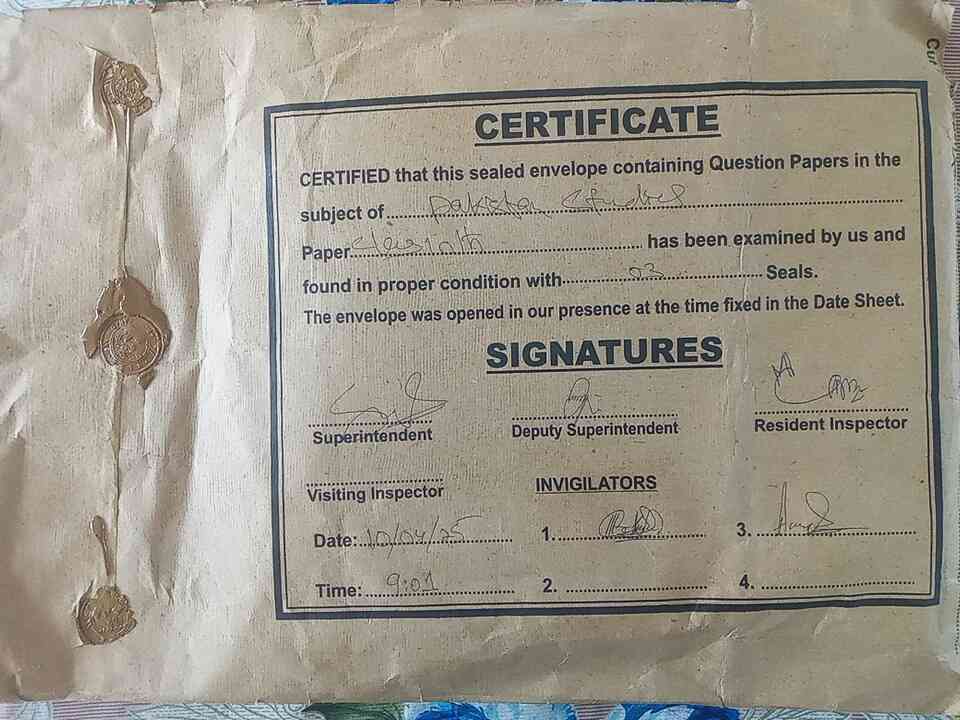 Cur
CERTIFICATE
CERTIFIED that this sealed envelope containing Question Papers in the
subject of Pakistan Studies
Paper has been examined by us and
found in proper condition with 03 Seals.
The envelope was opened in our presence at the time fixed in the Date Sheet.
SIGNATURES
Superintendent Deputy Superintendent Resident Inspector
Visiting Inspector INVIGILATORS
Date: 10/04/25 1. 3.
Time: 9:01 2. 4.